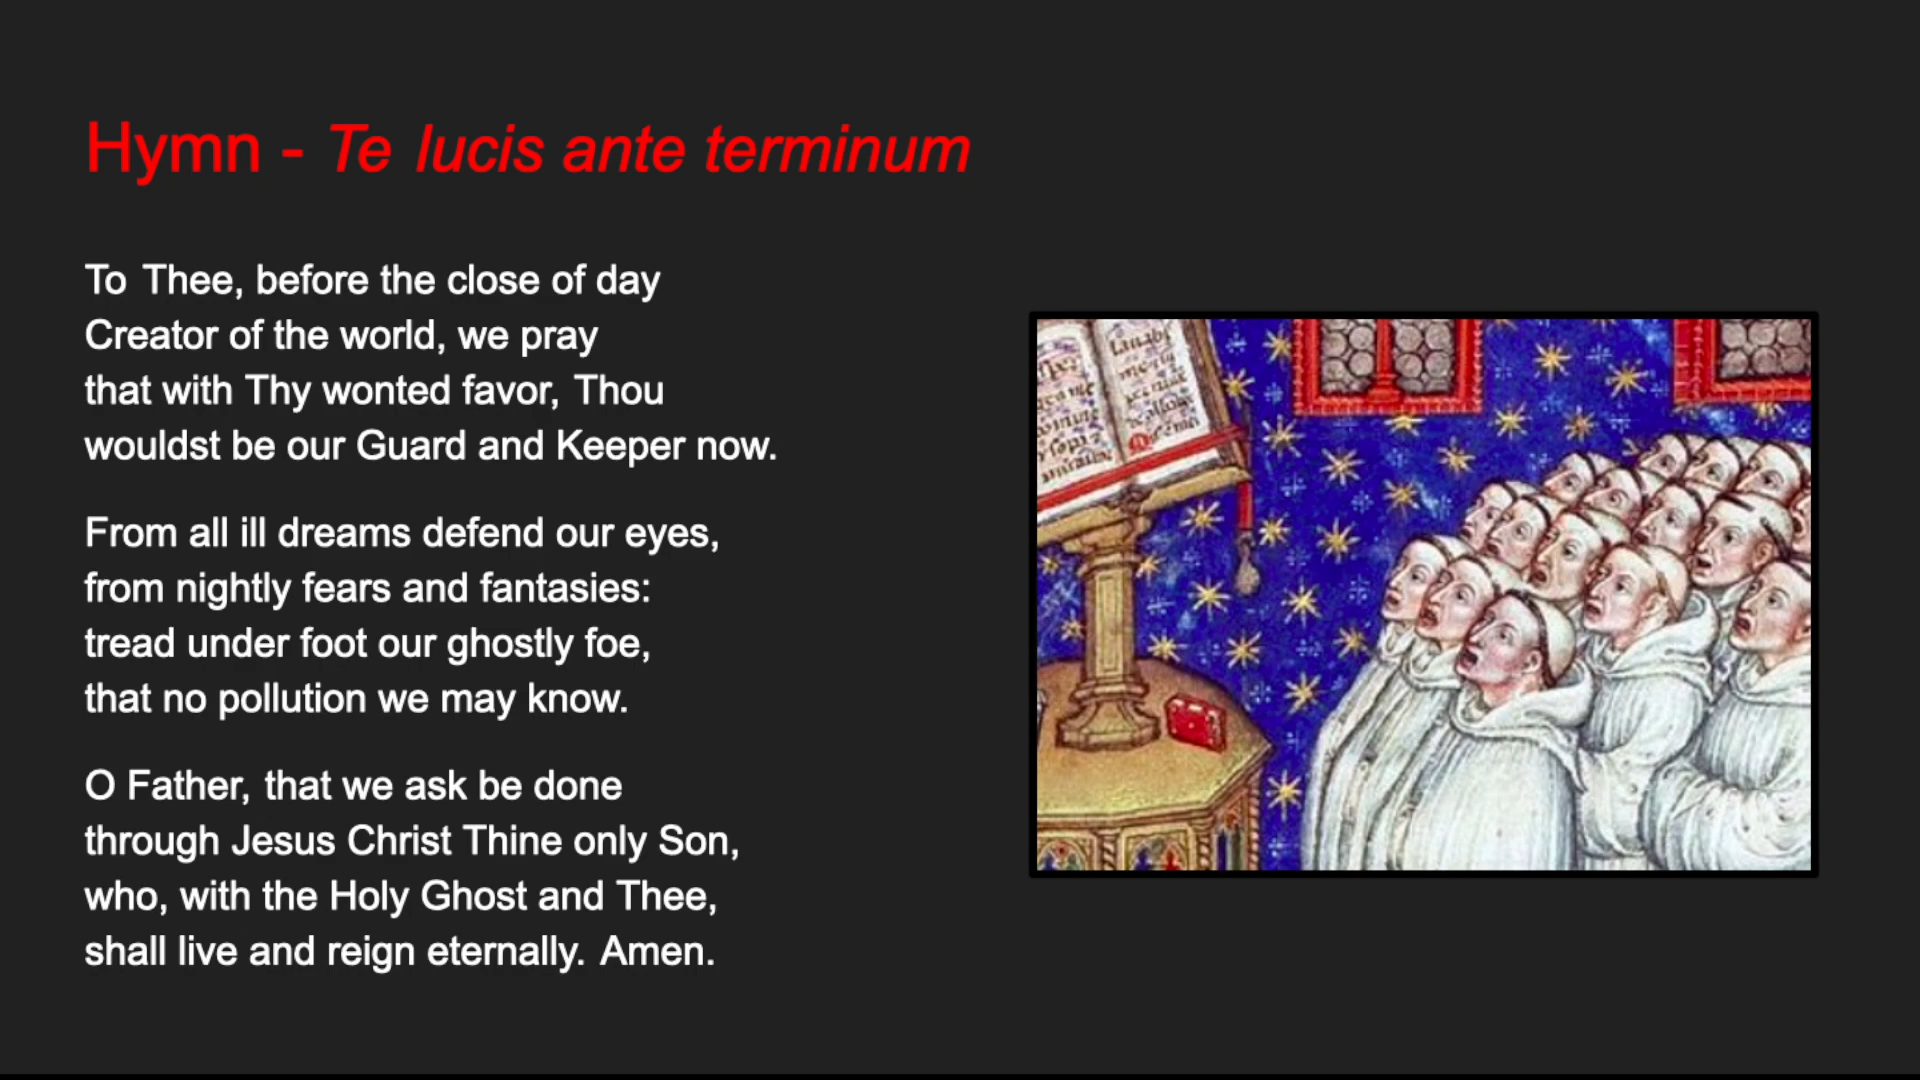 Hymn - Te lucis ante terminum
To Thee, before the close of day
Creator of the world, we pray
that with Thy wonted favor, Thou
wouldst be our Guard and Keeper now.
From all ill dreams defend our eyes,
from nightly fears and fantasies:
tread under foot our ghostly foe,
that no pollution we may know.
O Father, that we ask be done
through Jesus Christ Thine only Son,
who, with the Holy Ghost and Thee,
shall live and reign eternally. Amen.